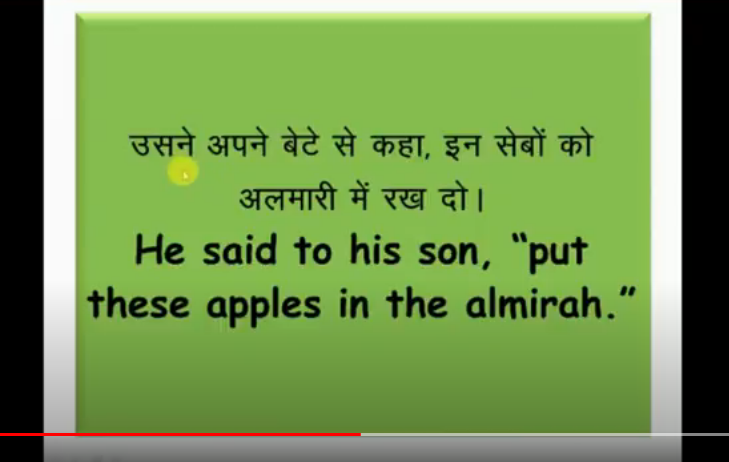 उसने अपने बेटे से कहा, इन सेबों को
अलमारी में रख दो।
He said to his son, “put
these apples in the almirah.”